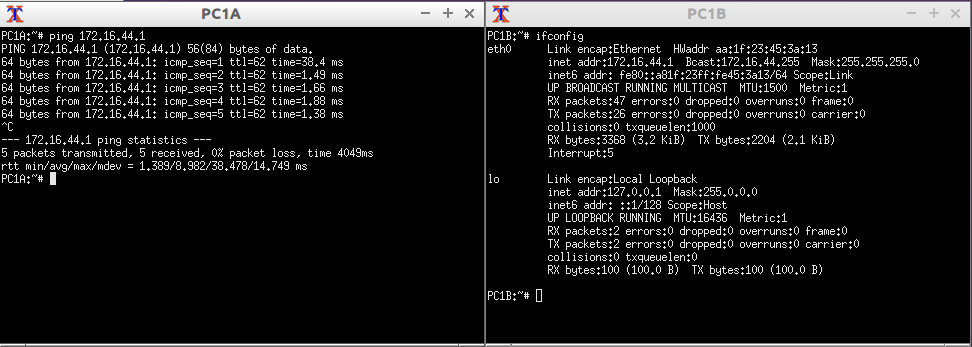 PC1A
PC1A:~# ping 172.16.44.1
PING 172.16.44.1 (172.16.44.1) 56(84) bytes of data.
64 bytes from 172.16.44.1: icmp_seq=1 ttl=62 time=38.4 ms
64 bytes from 172.16.44.1: icmp_seq=2 ttl=62 time=1.49 ms
64 bytes from 172.16.44.1: icmp_seq=3 ttl=62 time=1.66 ms
64 bytes from 172.16.44.1: icmp_seq=4 ttl=62 time=1.88 ms
64 bytes from 172.16.44.1: icmp_seq=5 ttl=62 time=1.38 ms
^C
--- 172.16.44.1 ping statistics ---
5 packets transmitted, 5 received, 0% packet loss, time 4049ms
rtt min/avg/max/mdev = 1.389/8.982/38.478/14.749 ms
PC1A:~#
PC1B
PC1B:~# ifconfig
eth0 Link encap:Ethernet HWaddr aa:1f:23:45:3a:13
inet addr:172.16.44.1 Bcast:172.16.44.255 Mask:255.255.255.0
inet6 addr: fe80::a81f:23ff:fe45:3a13/64 Scope:Link
UP BROADCAST RUNNING MULTICAST MTU:1500 Metric:1
RX packets:47 errors:0 dropped:0 overruns:0 frame:0
TX packets:26 errors:0 dropped:0 overruns:0 carrier:0
collisions:0 txqueuelen:1000
RX bytes:3368 (3.2 KiB) TX bytes:2204 (2.1 KiB)
Interrupt:5
lo Link encap:Local Loopback
inet addr:127.0.0.1 Mask:255.0.0.0
inet6 addr: ::1/128 Scope:Host
UP LOOPBACK RUNNING MTU:16436 Metric:1
RX packets:2 errors:0 dropped:0 overruns:0 frame:0
TX packets:2 errors:0 dropped:0 overruns:0 carrier:0
collisions:0 txqueuelen:0
RX bytes:100 (100.0 B) TX bytes:100 (100.0 B)
PC1B:~#